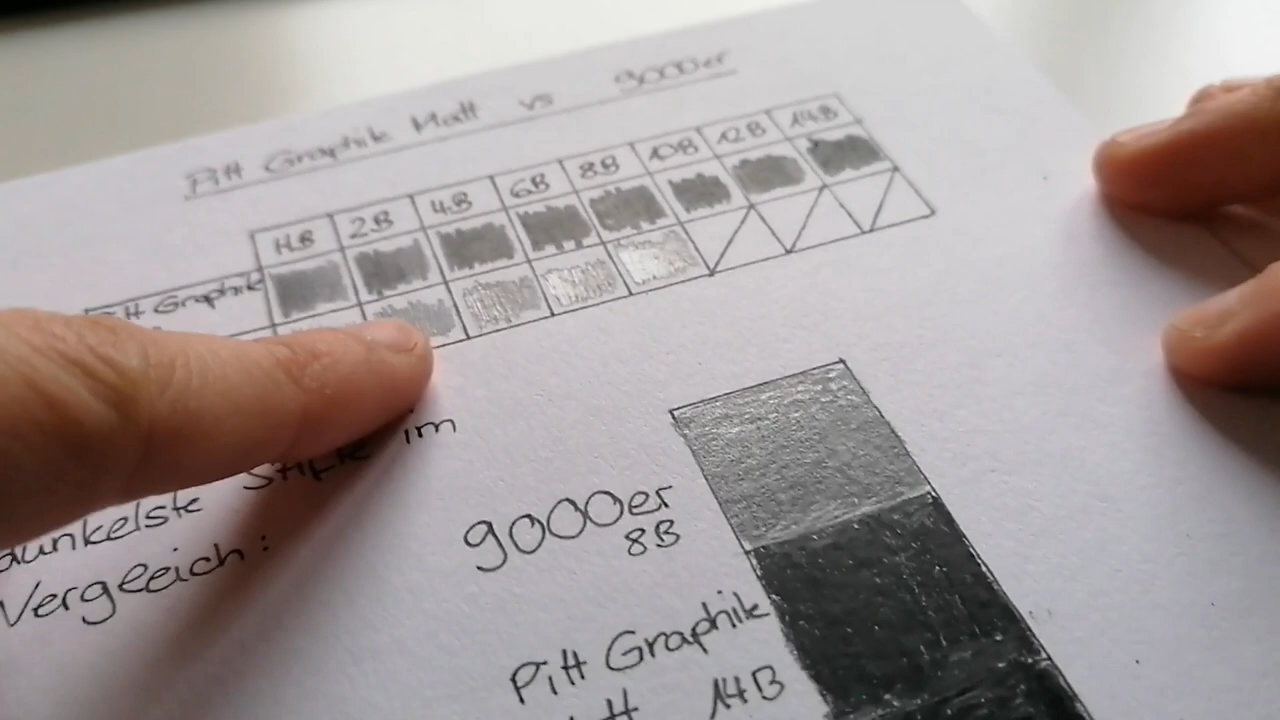 Pitt Graphik Matt vs 9000er
HB 2B 4B 6B 8B 10B 12B 14B
Pitt Graphik
dunkelste Stifte im
Vergleich:
9000er
8B
Pitt Graphik
14B